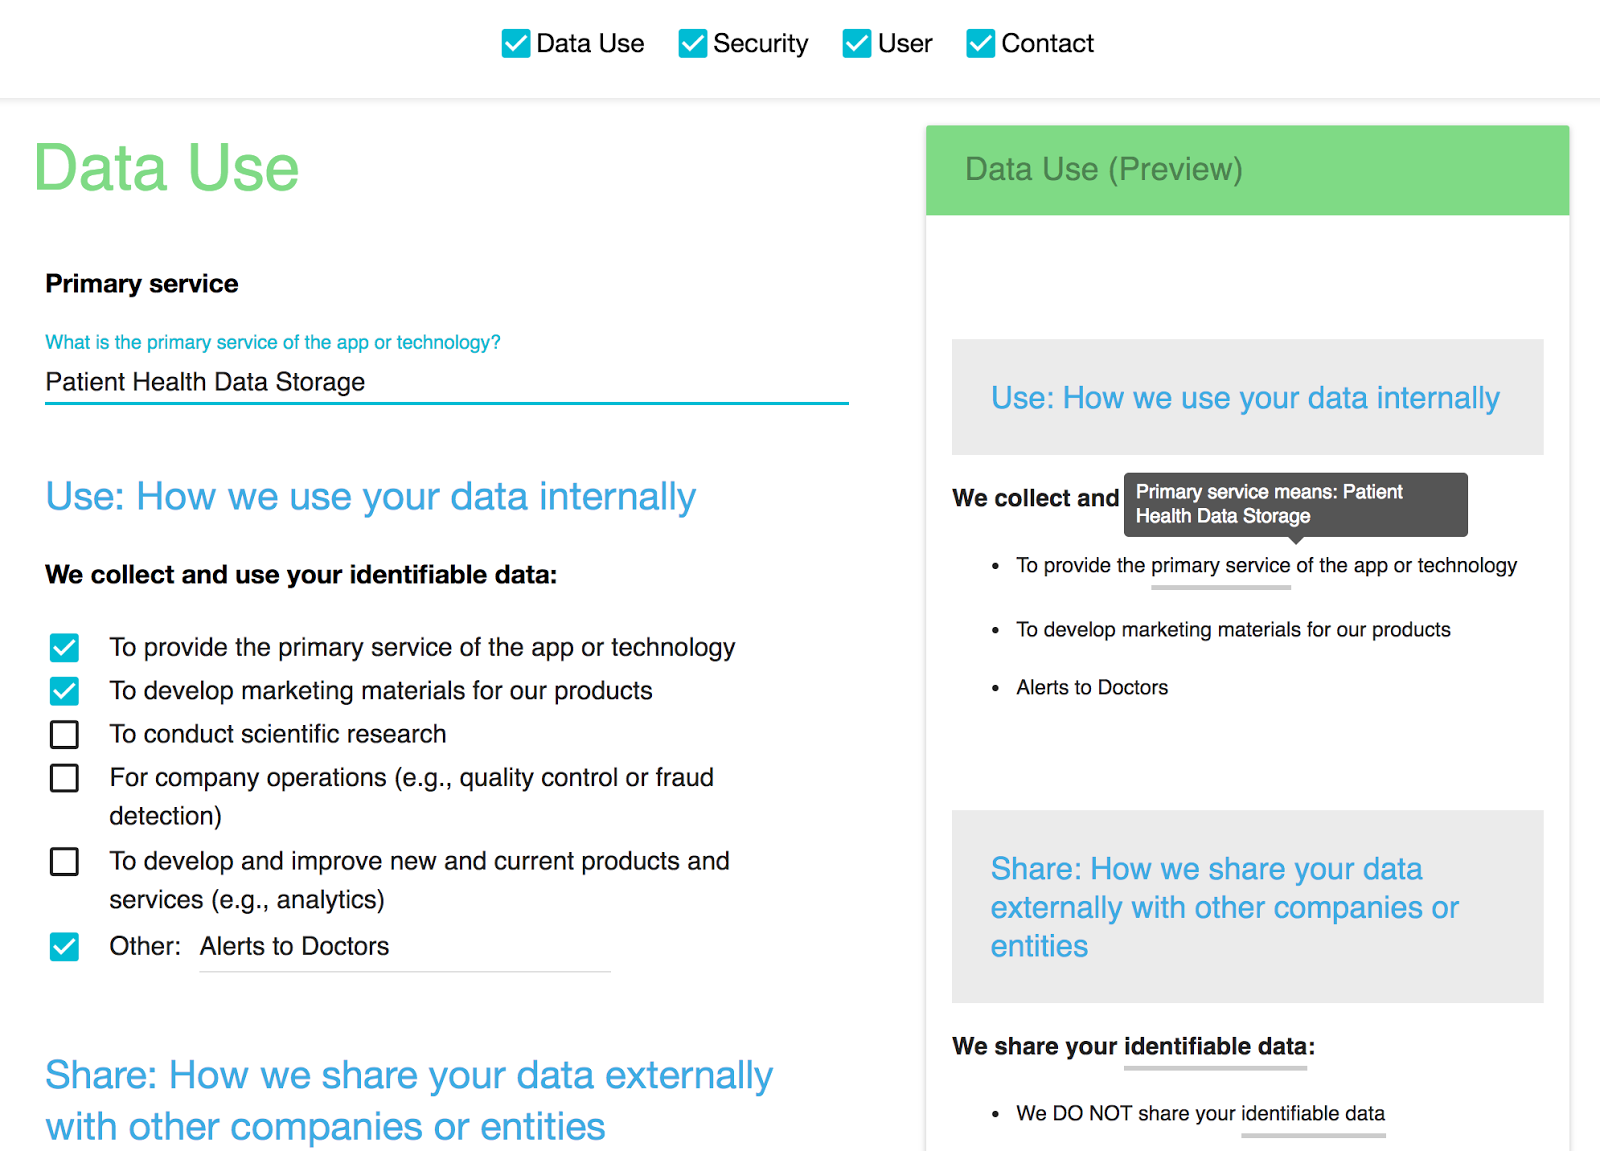 Data Use Security User Contact
Data Use
Primary service
What is the primary service of the app or technology?
Patient Health Data Storage
Use: How we use your data internally
We collect and use your identifiable data:
To provide the primary service of the app or technology
To develop marketing materials for our products
To conduct scientific research
For company operations (e.g., quality control or fraud
detection)
To develop and improve new and current products and
services (e.g., analytics)
Other: Alerts to Doctors
Share: How we share your data externally
with other companies or entities
Data Use (Preview)
Use: How we use your data internally
We collect and
Primary service means: Patient
Health Data Storage
• To provide the primary service of the app or technology
• To develop marketing materials for our products
• Alerts to Doctors
Share: How we share your data
externally with other companies or
entities
We share your identifiable data:
• We DO NOT share your identifiable data